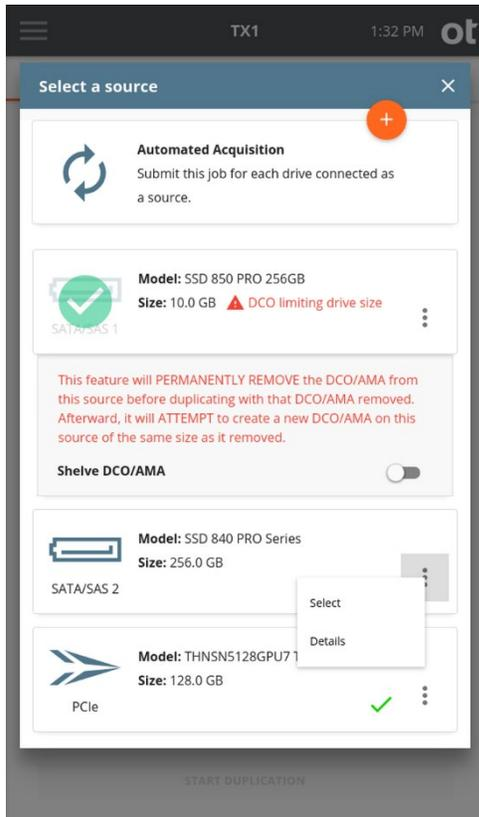 TX1
1:32 PM
ot
Select a source
Automated Acquisition
Submit this job for each drive connected as
a source.
Model: SSD 850 PRO 256GB
Size: 10.0 GB DCO limiting drive size
SATA/SAS 1
This feature will PERMANENTLY REMOVE the DCO/AMA from
this source before duplicating with that DCO/AMA removed.
Afterward, it will ATTEMPT to create a new DCO/AMA on this
source of the same size as it removed.
Shelve DCO/AMA
Model: SSD 840 PRO Series
Size: 256.0 GB
SATA/SAS 2
Select
Details
Model: THNSN5128GPU7 T
Size: 128.0 GB
PCIe
START DUPLICATION